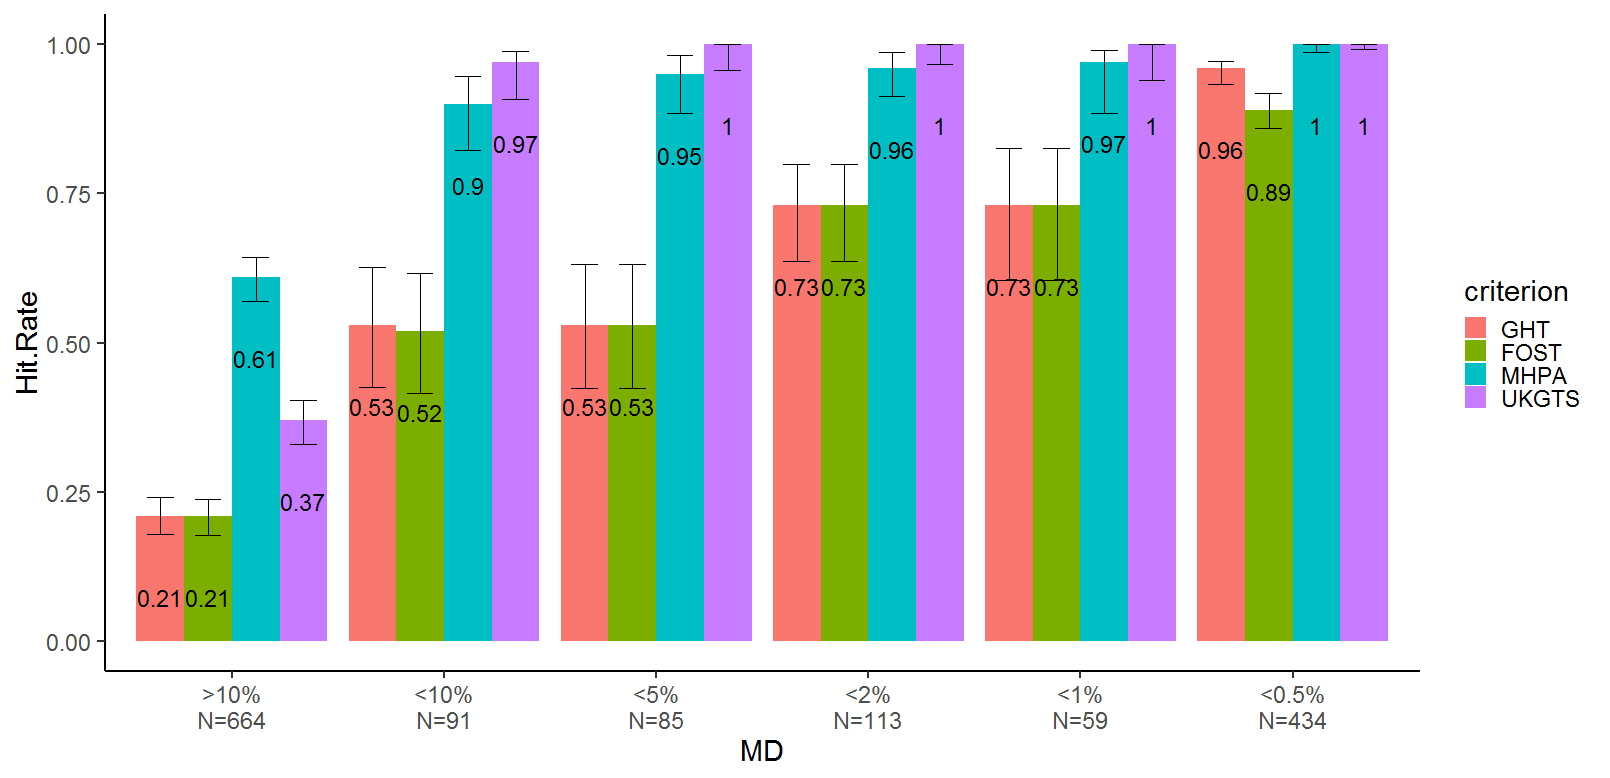 Hit.Rate
1.00
0.75
0.50
0.25
0.00
0.21
0.21
0.61
0.37
0.53
0.52
0.9
0.97
0.53
0.53
0.95
1
0.73
0.73
0.96
1
0.73
0.73
0.97
1
0.96
0.89
1
1
>10%
N=664
<10%
N=91
<5%
N=85
<2%
N=113
<1%
N=59
<0.5%
N=434
MD
criterion
GHT
FOST
MHPA
UKGTS